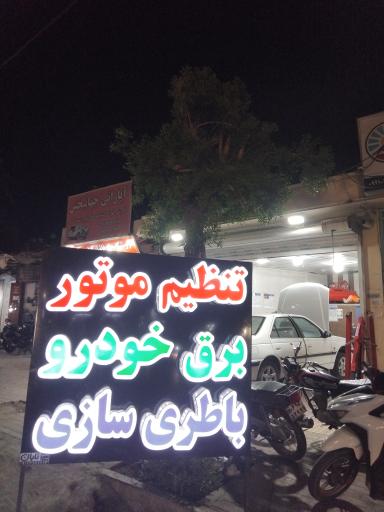 تنظیم موتور
برق خودرو
باطری سازی